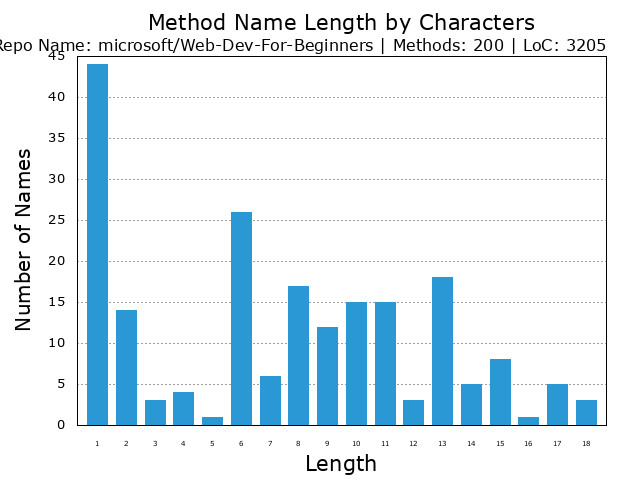 Method Name Length by Characters
Repo Name: microsoft/Web-Dev-For-Beginners | Methods: 200 | LoC: 3205
45
40
35
30
25
20
15
10
5
0
Number of Names
1 2 3 4 5 6 7 8 9 10 11 12 13 14 15 16 17 18
Length